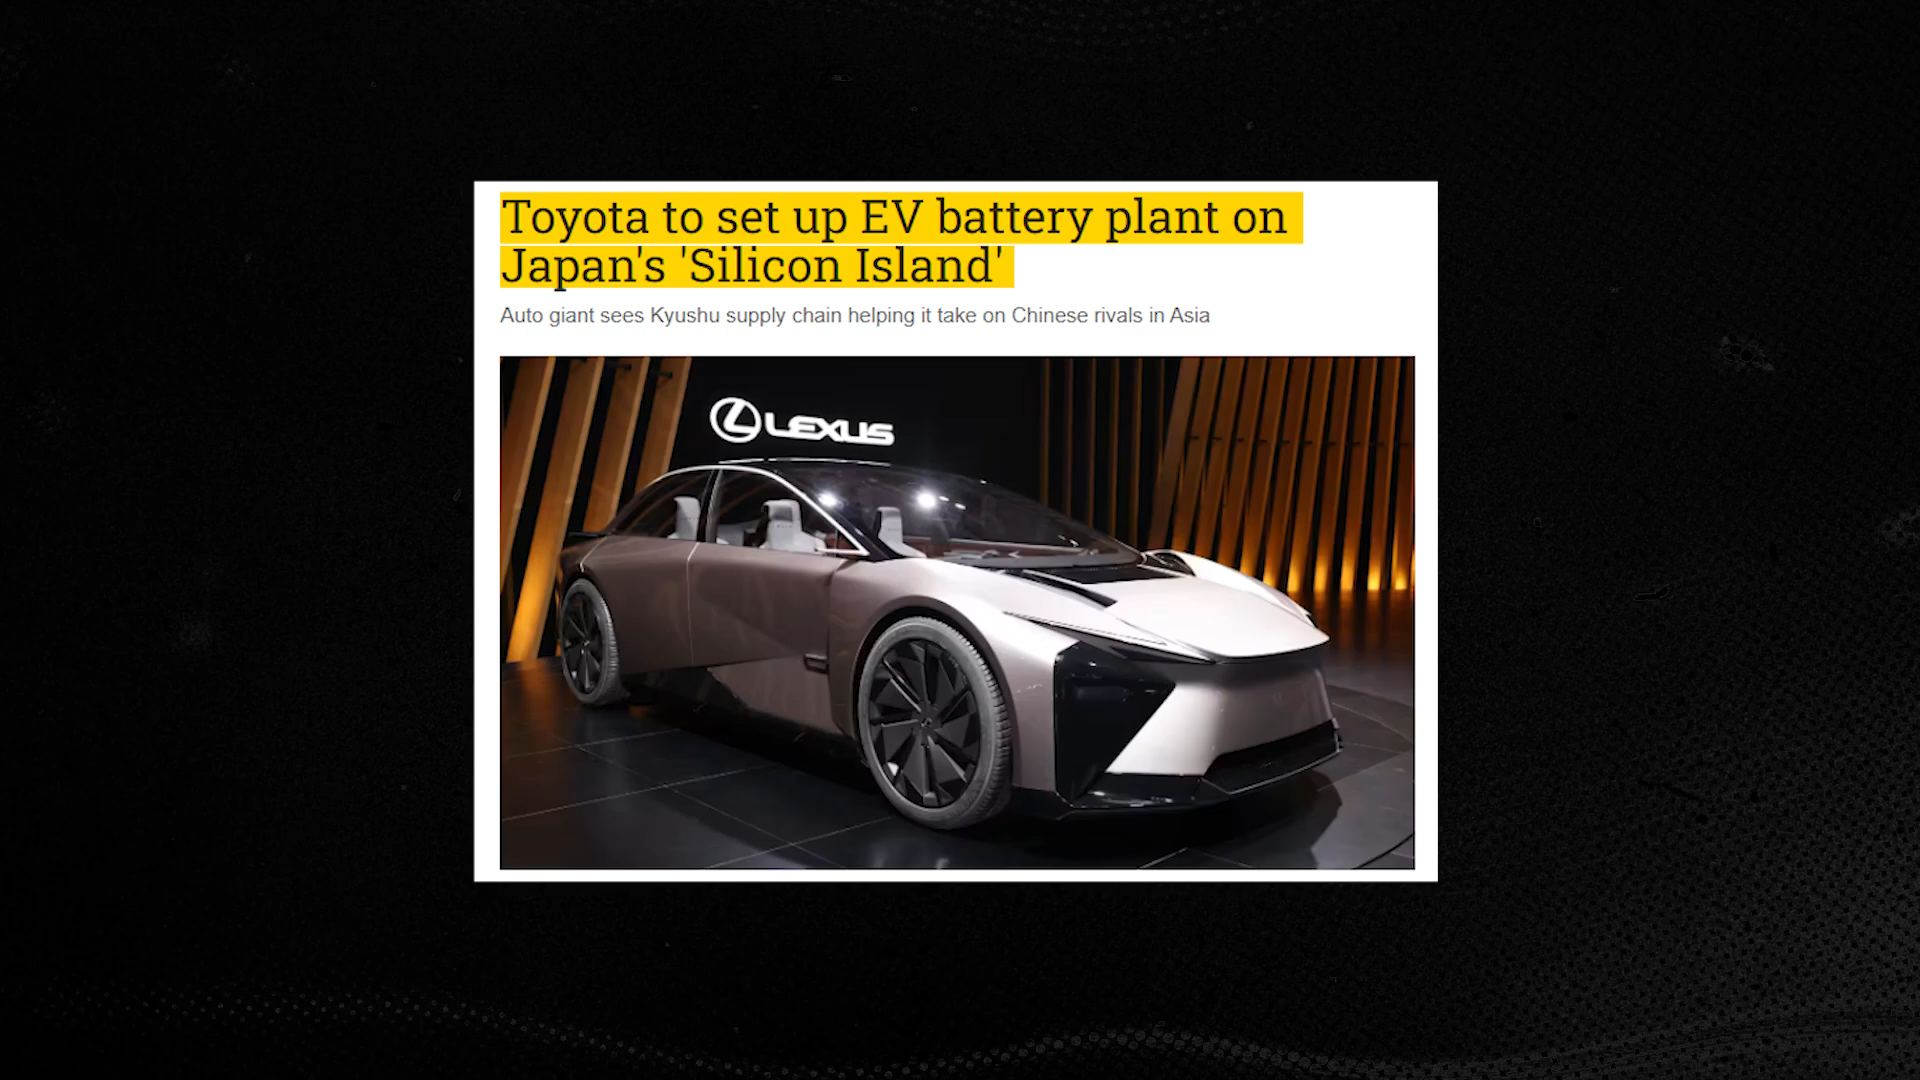 Toyota to set up EV battery plant on
Japan's 'Silicon Island'
Auto giant sees Kyushu supply chain helping it take on Chinese rivals in Asia
LEXUS